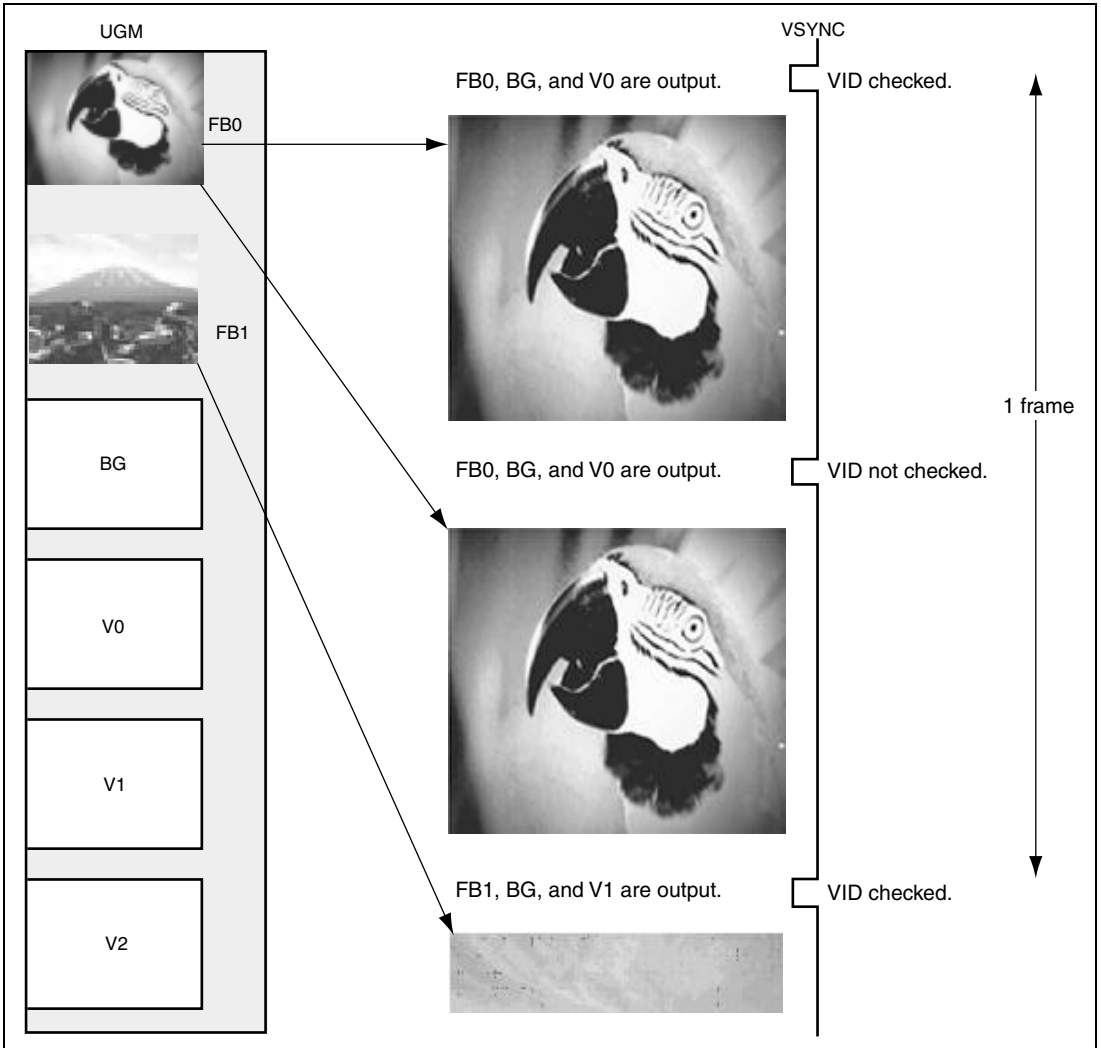 UGM
VSYNC
FB0, BG, and V0 are output.
VID checked.
FB0
FB1
1 frame
BG
FB0, BG, and V0 are output.
VID not checked.
V0
V1
FB1, BG, and V1 are output.
VID checked.
V2